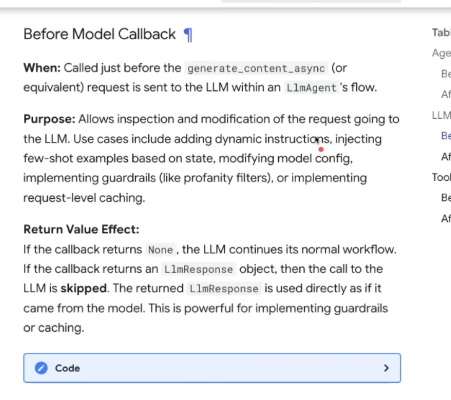 Before Model Callback ¶
When: Called just before the generate_content_async (or
equivalent) request is sent to the LLM within an LlmAgent 's flow.
Purpose: Allows inspection and modification of the request going to
the LLM. Use cases include adding dynamic instructions, injecting
few-shot examples based on state, modifying model config,
implementing guardrails (like profanity filters), or implementing
request-level caching.
Return Value Effect:
If the callback returns None , the LLM continues its normal workflow.
If the callback returns an LlmResponse object, then the call to the
LLM is skipped. The returned LlmResponse is used directly as if it
came from the model. This is powerful for implementing guardrails
or caching.
Code
Tabl
Age
Be
Af
LLM
Be
Af
Tool
Be
Af